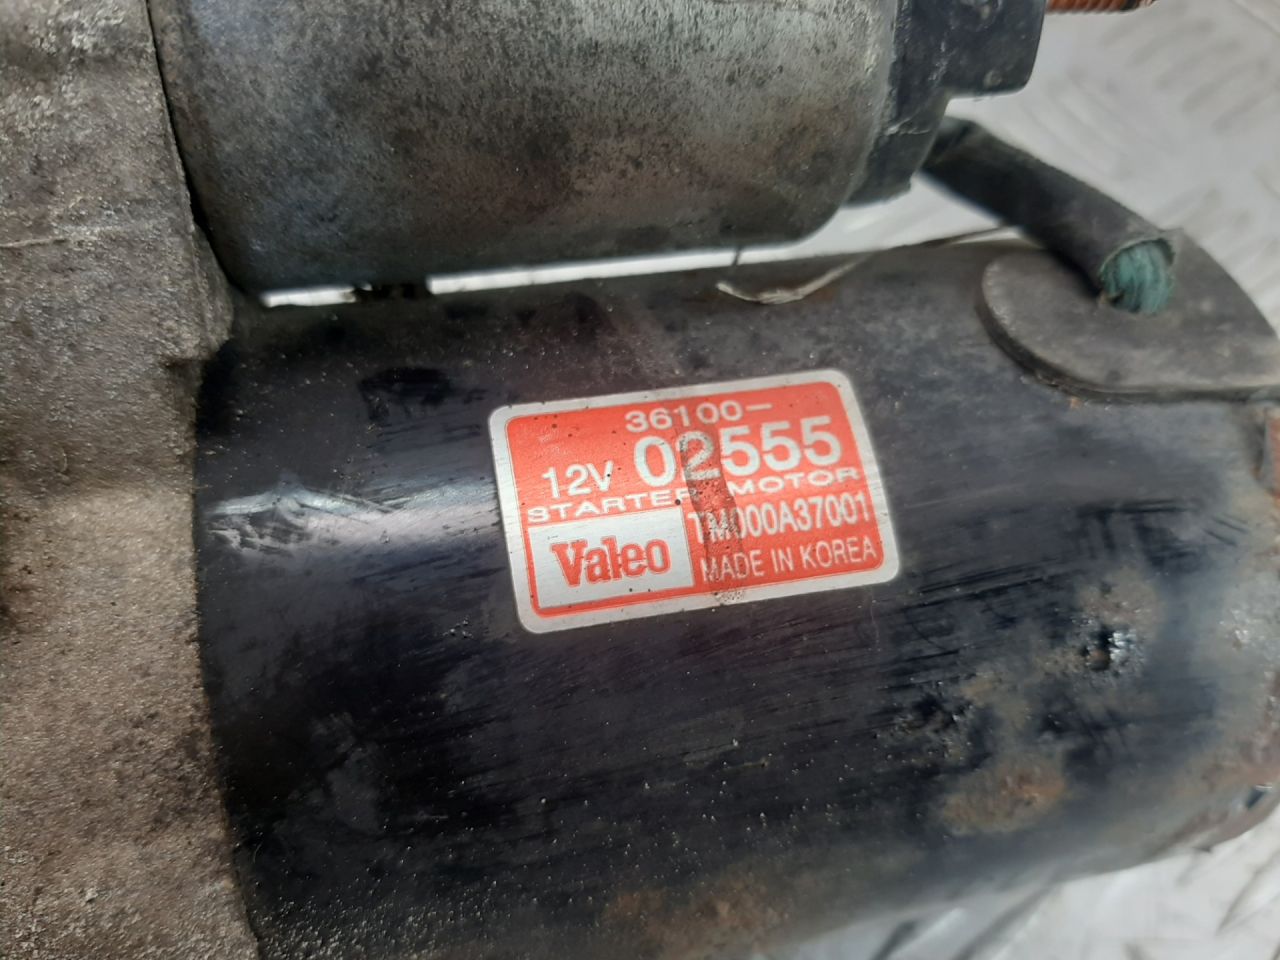 36100-
12V 02555
STARTER MOTOR
Valeo TM000A37001
MADE IN KOREA